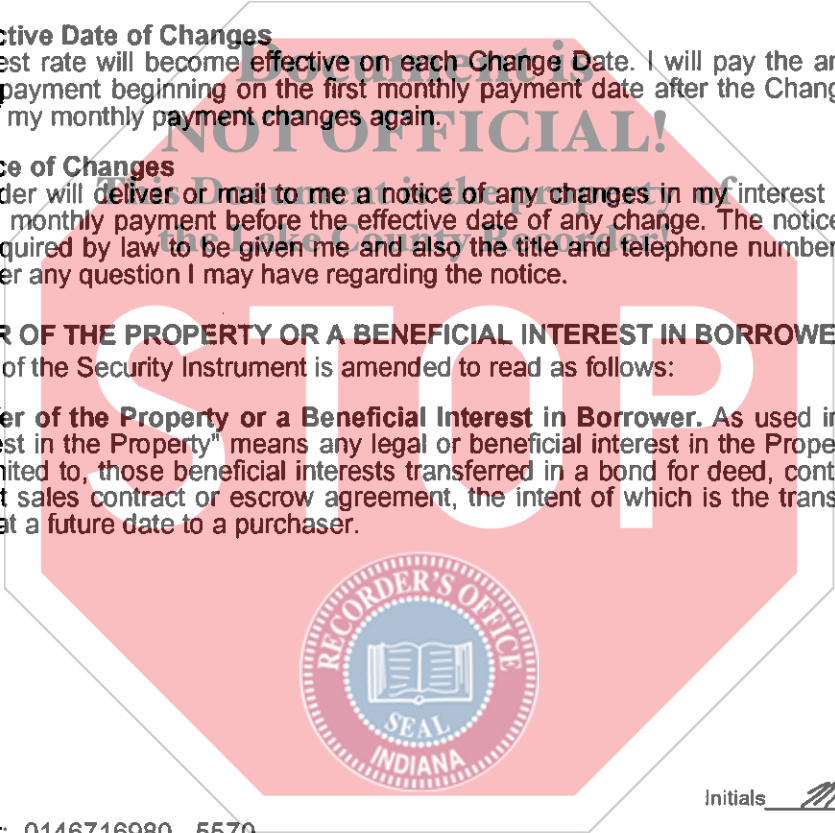 ctive Date of Changes
est rate will become effective on each Change Date. I will pay the
payment beginning on the first monthly payment date after the Chang
my monthly payment changes again.
ce of Changes
der will deliver or mail to me a notice of any changes in my interest
monthly payment before the effective date of any change. The notice
quired by law to be given me and also the title and telephone number
er any question I may have regarding the notice.
Document is
NOT OFFICIAL!
This Document is the property of
the Lake County Recorder!
R OF THE PROPERTY OR A BENEFICIAL INTEREST IN BORROWE
of the Security Instrument is amended to read as follows:
er of the Property or a Beneficial Interest in Borrower. As used in
est in the Property" means any legal or beneficial interest in the Prope
nited to, those beneficial interests transferred in a bond for deed, cont
t sales contract or escrow agreement, the intent of which is the trans
at a future date to a purchaser.
STOP
RECORDER'S OFFICE
SEAL
INDIANA
Initials
: 0146716980 - 5570